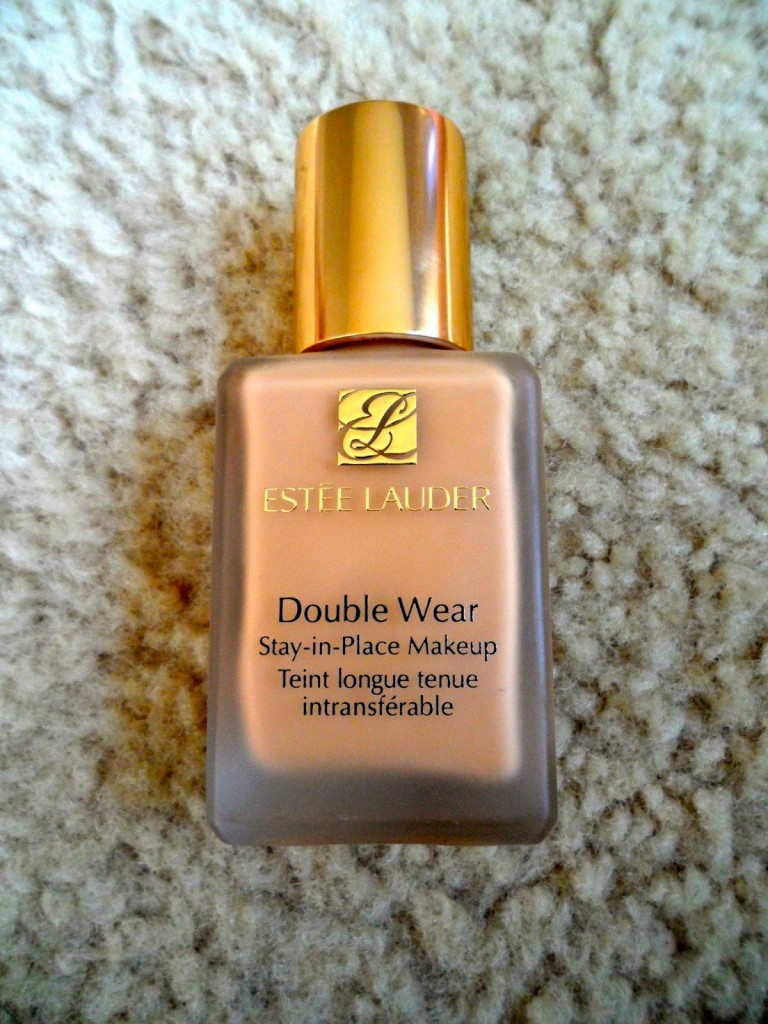 EL
ESTĒE LAUDER
Double Wear
Stay-in-Place Makeup
Teint longue tenue
intransférable